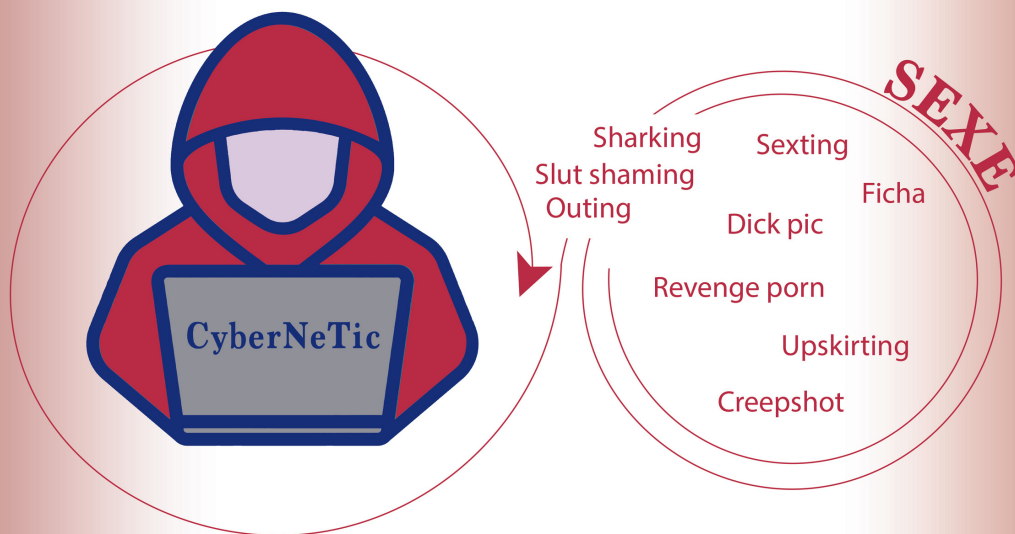 CyberNeTic
SEXE
Sharking
Sexting
Slut shaming
Ficha
Outing
Dick pic
Revenge porn
Upskirting
Creepshot